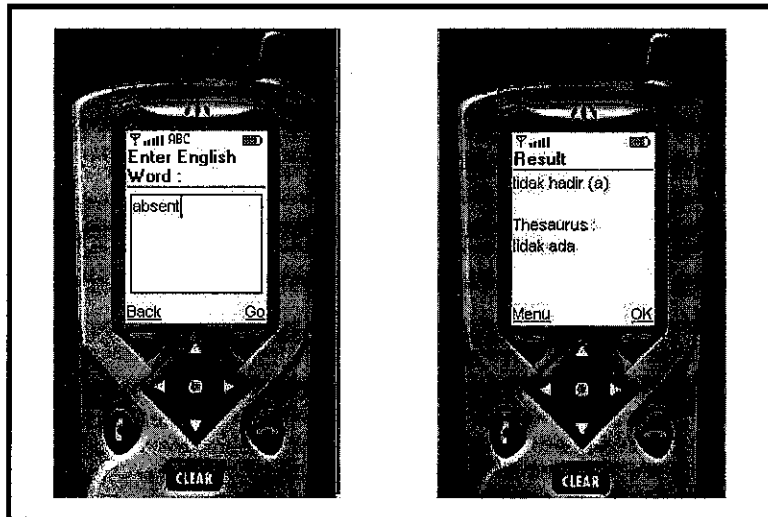 ABC
Enter English
Word :
absent
Back Go
CLEAR
Result
tidak hadir (a)
Thesaurus :
tidak ada
Menu OK
CLEAR